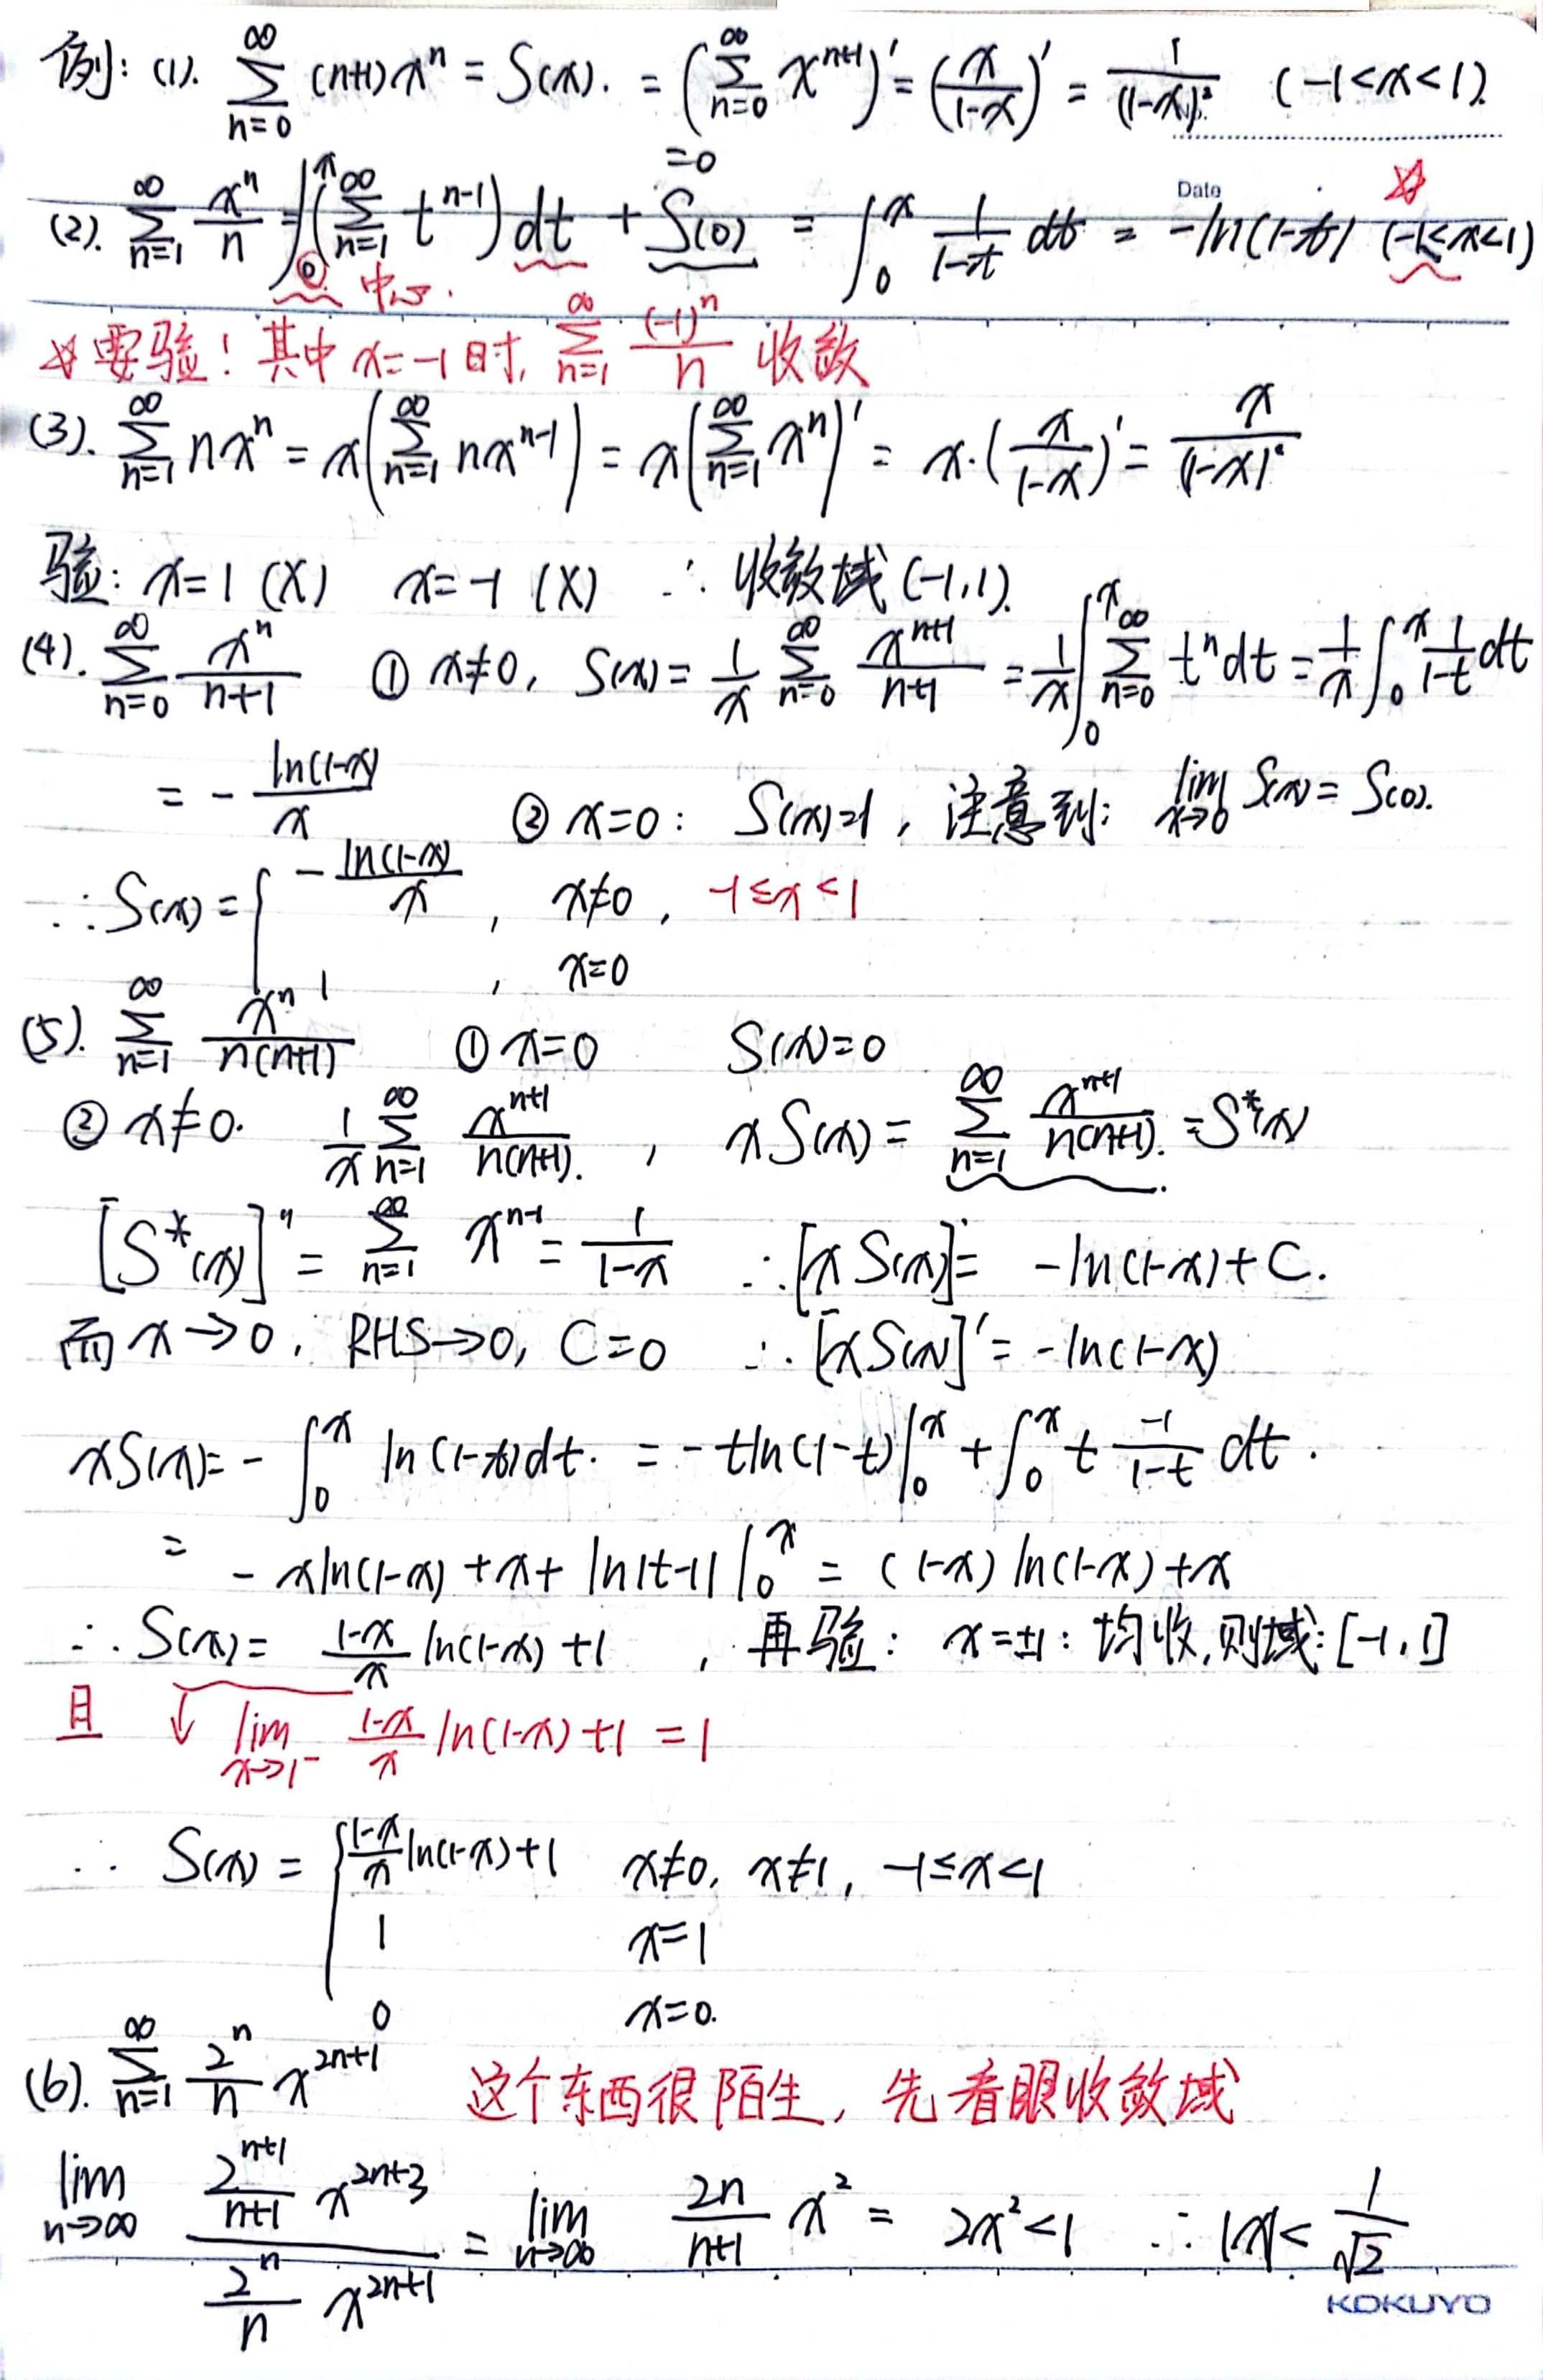 例: (1). $\sum_{n=0}^{\infty} (n+1)x^n = S(x). = \left(\sum_{n=0}^{\infty} x^{n+1}\right)' = \left(\frac{x}{1-x}\right)' = \frac{1}{(1-x)^2}$ (-1<x<1).
Date
(2). $\sum_{n=1}^{\infty} \frac{x^n}{n} = \int_0^x \left(\sum_{n=1}^{\infty} t^{n-1}\right) dt + \underset{}{S(0)}^{=0} = \int_0^x \frac{1}{1-t} dt = -\ln(1-x)$ (-1≤x<1) ☆
中心.
☆要验! 其中 x=-1时, $\sum_{n=1}^{\infty} \frac{(-1)^n}{n}$ 收敛
(3). $\sum_{n=1}^{\infty} nx^n = x\left(\sum_{n=1}^{\infty} nx^{n-1}\right) = x\left(\sum_{n=1}^{\infty} x^n\right)' = x \cdot \left(\frac{x}{1-x}\right)' = \frac{x}{(1-x)^2}$
验: x=1 (X) x=-1 (X) ∴ 收敛域 (-1,1).
(4). $\sum_{n=0}^{\infty} \frac{x^n}{n+1}$ ① x≠0, $S(x) = \frac{1}{x} \sum_{n=0}^{\infty} \frac{x^{n+1}}{n+1} = \frac{1}{x} \int_0^x \sum_{n=0}^{\infty} t^n dt = \frac{1}{x} \int_0^x \frac{1}{1-t} dt$
$= -\frac{\ln(1-x)}{x}$ ② x=0: S(x)=1, 注意到: $\lim_{x\to 0} S(x) = S(0)$.
∴ $S(x) = \begin{cases} -\frac{\ln(1-x)}{x}, & x≠0, -1≤x<1 \\ 1, & x=0 \end{cases}$
(5). $\sum_{n=1}^{\infty} \frac{x^n}{n(n+1)}$ ① x=0 S(x)=0
② x≠0. $\frac{1}{x} \sum_{n=1}^{\infty} \frac{x^{n+1}}{n(n+1)}$, $xS(x) = \sum_{n=1}^{\infty} \frac{x^{n+1}}{n(n+1)} = S^*(x)$
$[S^*(x)]'' = \sum_{n=1}^{\infty} x^{n-1} = \frac{1}{1-x}$ ∴ $[xS(x)]' = -\ln(1-x)+C$.
而 x→0, RHS→0, C=0 ∴ $[xS(x)]' = -\ln(1-x)$
$xS(x) = -\int_0^x \ln(1-t)dt. = -t\ln(1-t)\big|_0^x + \int_0^x t \frac{-1}{1-t} dt$.
$= -x\ln(1-x) + x + \ln|t-1| \big|_0^x = (1-x)\ln(1-x) + x$
∴ $S(x) = \frac{1-x}{x} \ln(1-x) + 1$, 再验: x=±1: 均收, 则域: [-1,1]
且 ↓ $\lim_{x\to 1^-} \frac{1-x}{x} \ln(1-x) + 1 = 1$
∴ $S(x) = \begin{cases} \frac{1-x}{x}\ln(1-x)+1 & x≠0, x≠1, -1≤x<1 \\ 1 & x=1 \\ 0 & x=0. \end{cases}$
(6). $\sum_{n=1}^{\infty} \frac{2^n}{n} x^{2n+1}$ 这个东西很陌生, 先看眼收敛域
$\lim_{n\to\infty} \frac{\frac{2^{n+1}}{n+1} x^{2n+3}}{\frac{2^n}{n} x^{2n+1}} = \lim_{n\to\infty} \frac{2n}{n+1} x^2 = 2x^2 < 1$ ∴ $|x| < \frac{1}{\sqrt{2}}$
KOKUYO